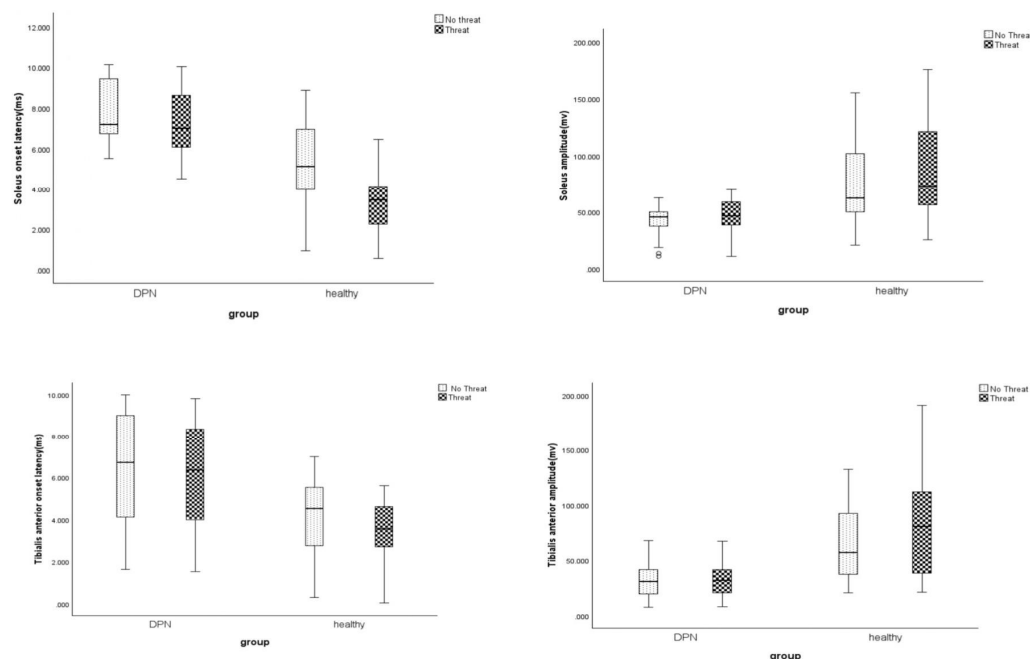 No threat
Threat
12.000
10.000
8.000
6.000
4.000
2.000
.000
Soleus onset latency(ms)
DPN
healthy
group
No Threa
Threat
200.000
150.000
100.000
50.000
.000
Soleus amplitude(mv)
DPN
healthy
group
No Threat
Threat
10.000
8.000
6.000
4.000
2.000
.000
Tibialis anterior onset latency(ms)
DPN
healthy
group
No Threat
Threat
200.000
150.000
100.000
50.000
.000
Tibialis anterior amplitude(mv)
DPN
healthy
group